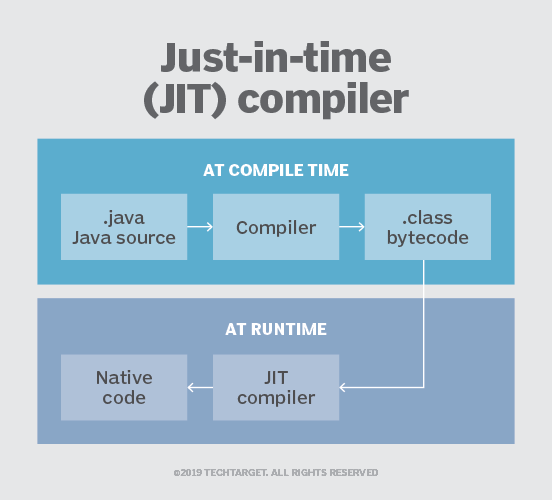 Just-in-time
(JIT) compiler
AT COMPILE TIME
.java
Java source
Compiler
.class
bytecode
AT RUNTIME
Native
code
JIT
compiler
©2019 TECHTARGET. ALL RIGHTS RESERVED